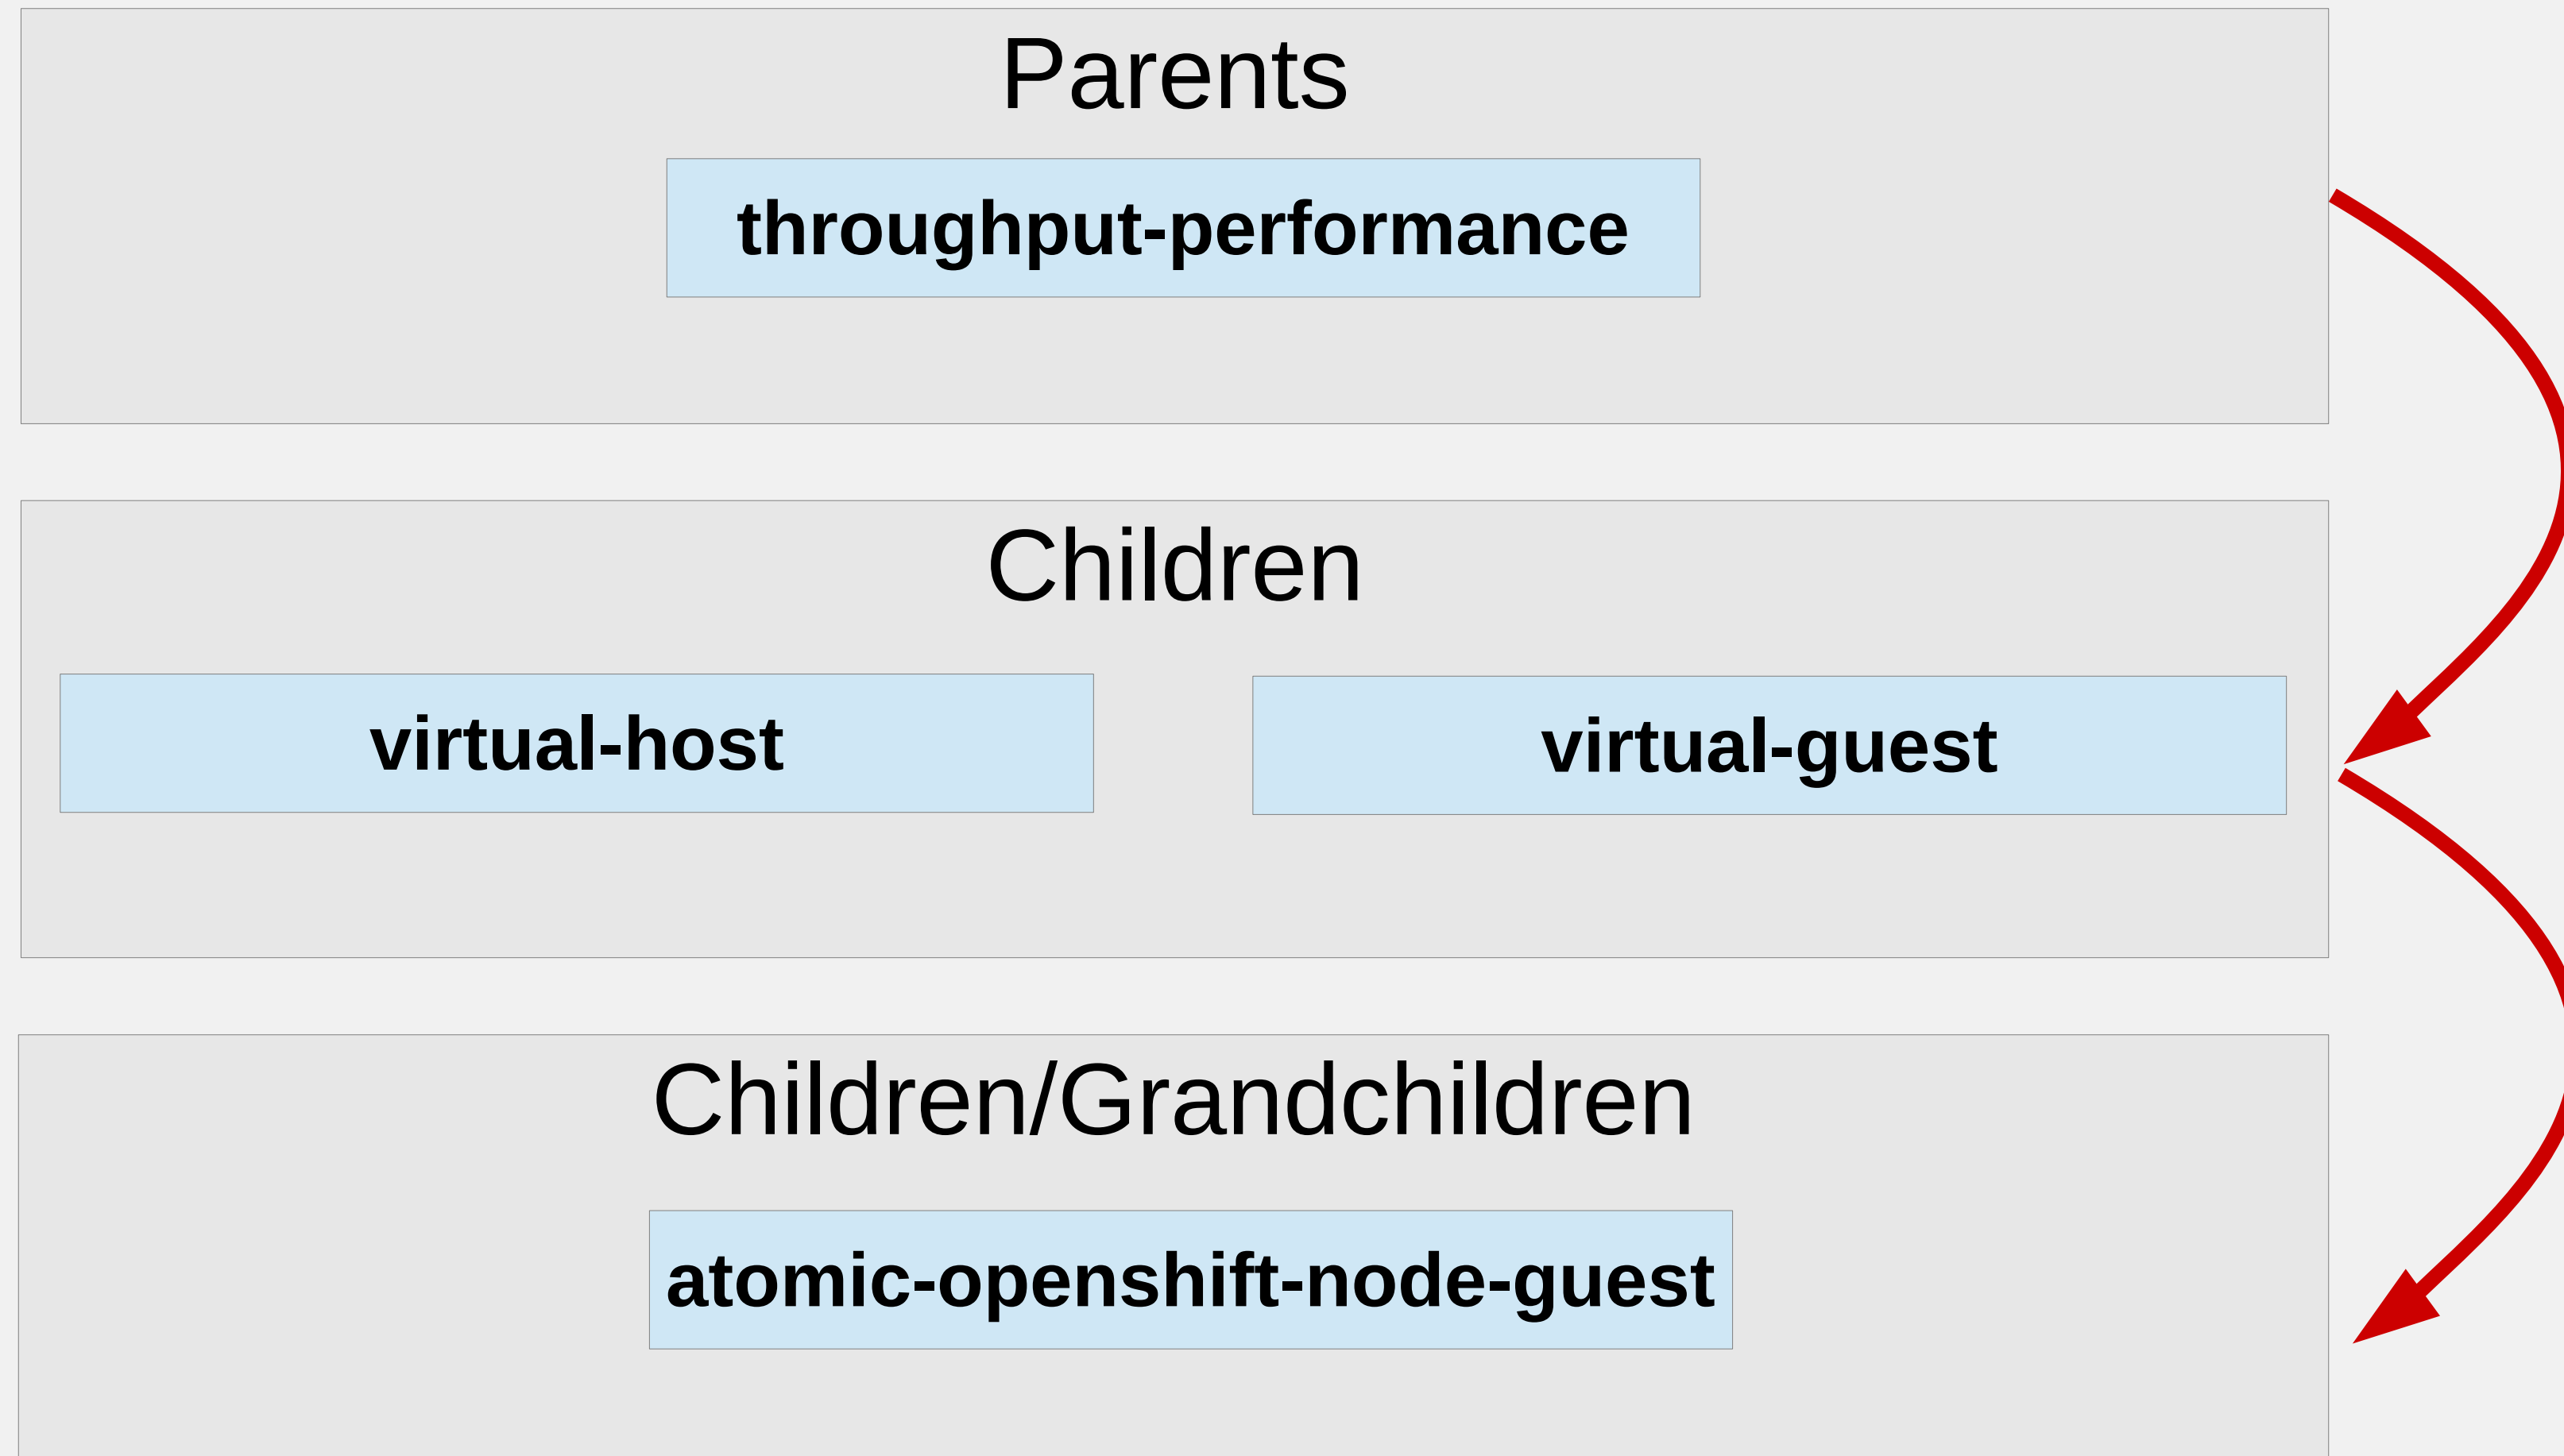 Parents
throughput-performance
Children
virtual-host
virtual-guest
Children/Grandchildren
atomic-openshift-node-guest